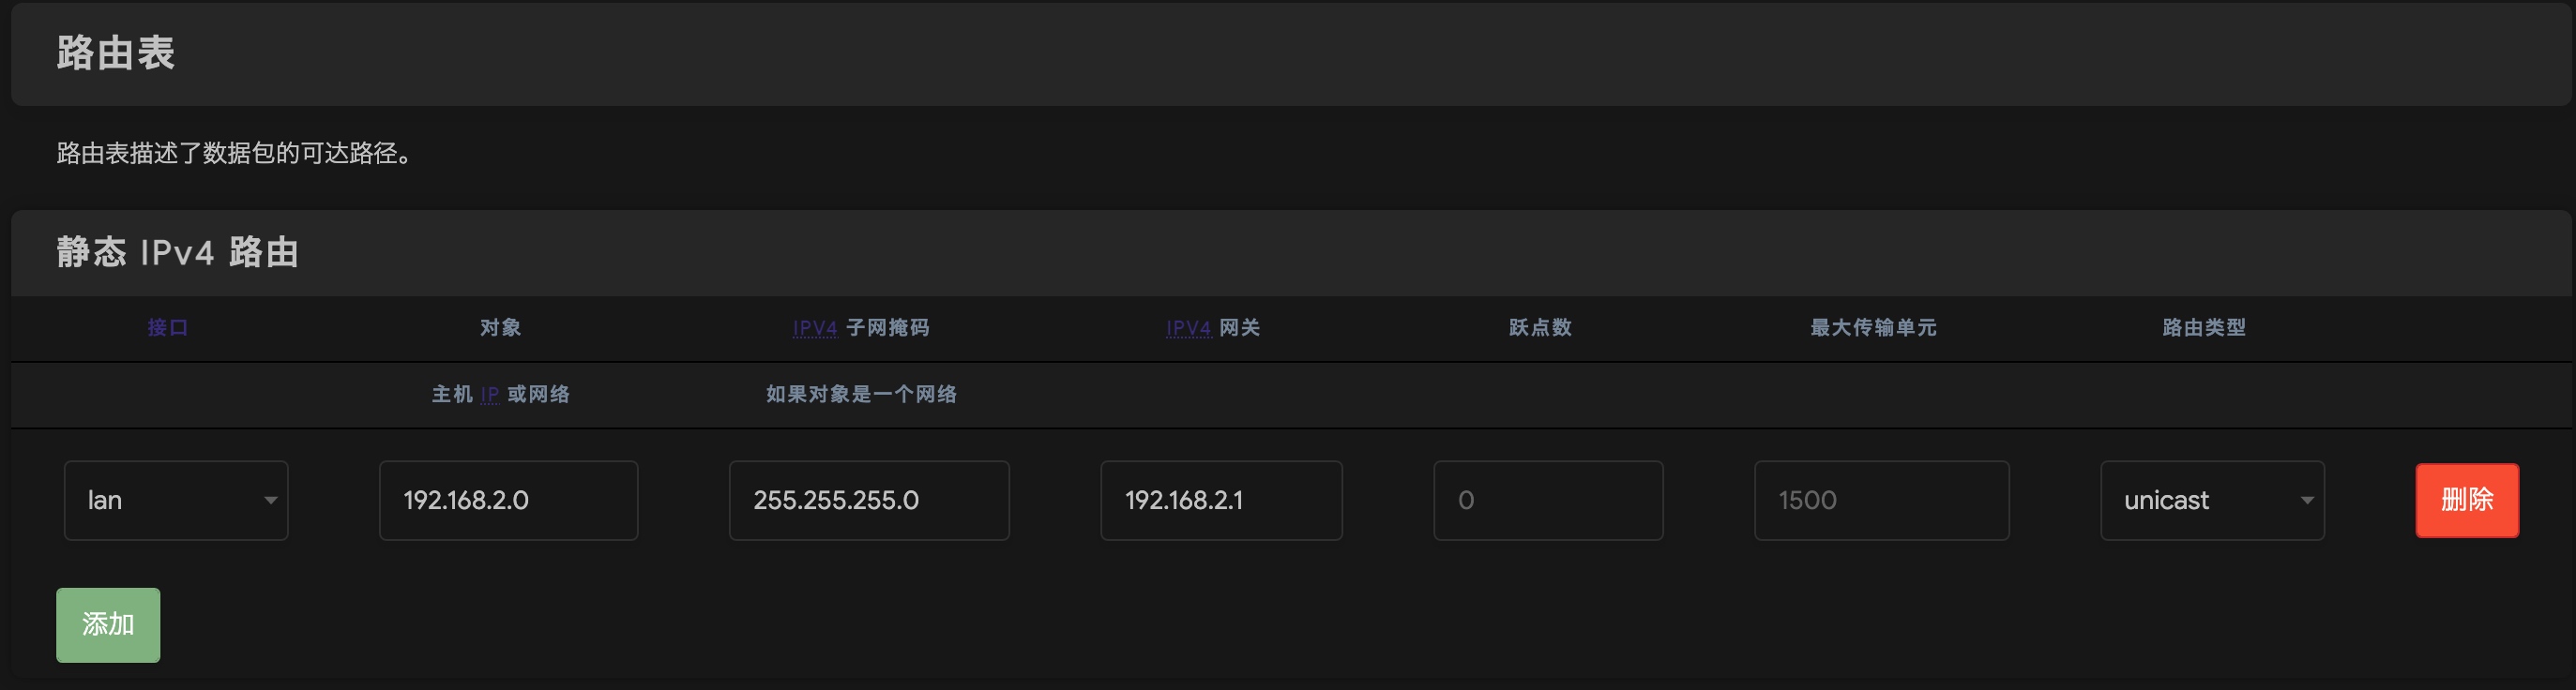 路由表
路由表描述了数据包的可达路径。
静态 IPv4 路由
接口 对象 IPV4 子网掩码 IPV4 网关 跃点数 最大传输单元 路由类型
主机 IP 或网络 如果对象是一个网络
lan 192.168.2.0 255.255.255.0 192.168.2.1 0 1500 unicast 删除
添加